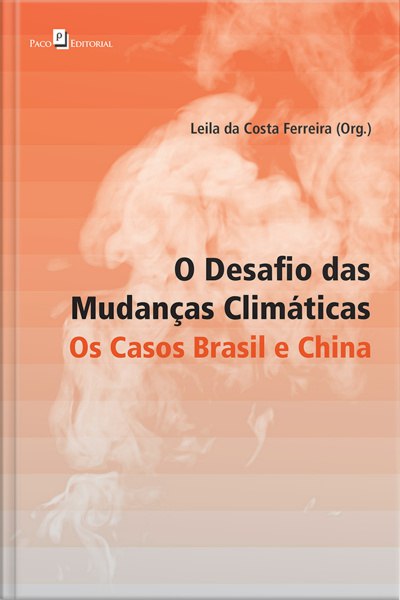 PACO P EDITORIAL
Leila da Costa Ferreira (Org.)
O Desafio das
Mudanças Climáticas
Os Casos Brasil e China